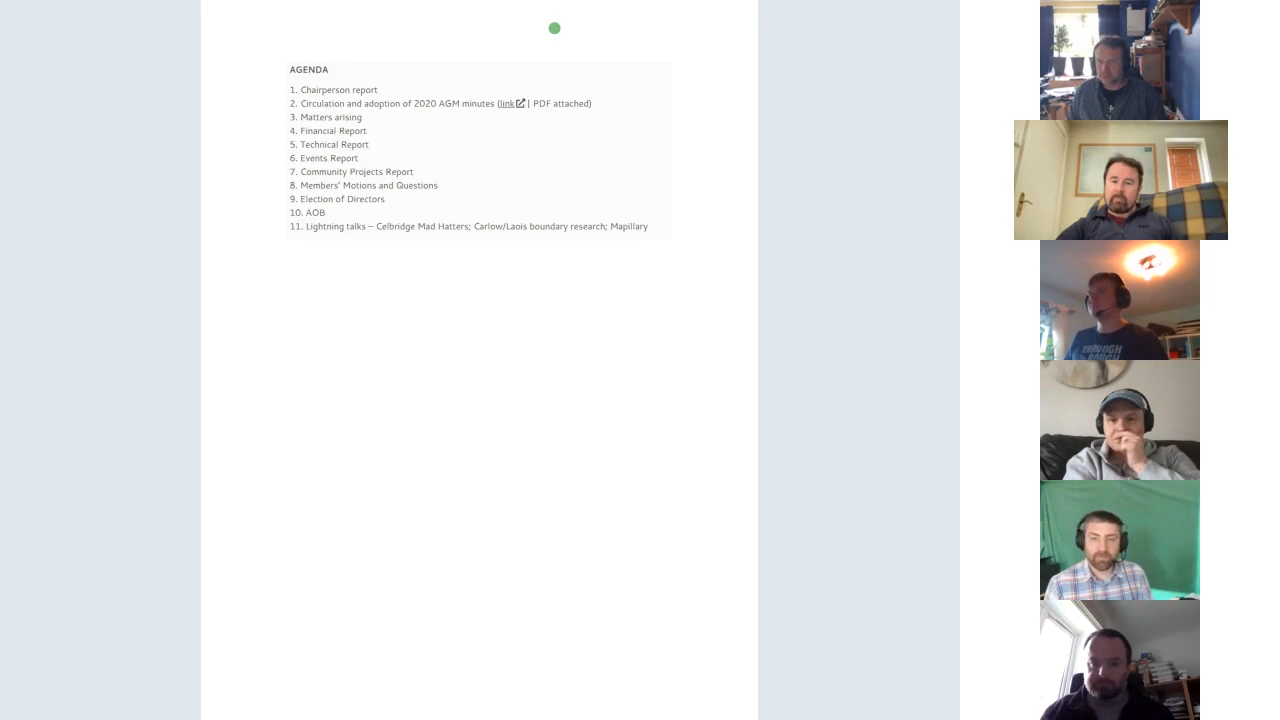 AGENDA
1. Chairperson report
2. Circulation and adoption of 2020 AGM minutes (link | PDF attached)
3. Matters arising
4. Financial Report
5. Technical Report
6. Events Report
7. Community Projects Report
8. Members' Motions and Questions
9. Election of Directors
10. AOB
11. Lightning talks – Celbridge Mad Hatters; Carlow/Laois boundary research; Mapillary
THROUGH
ROUGH